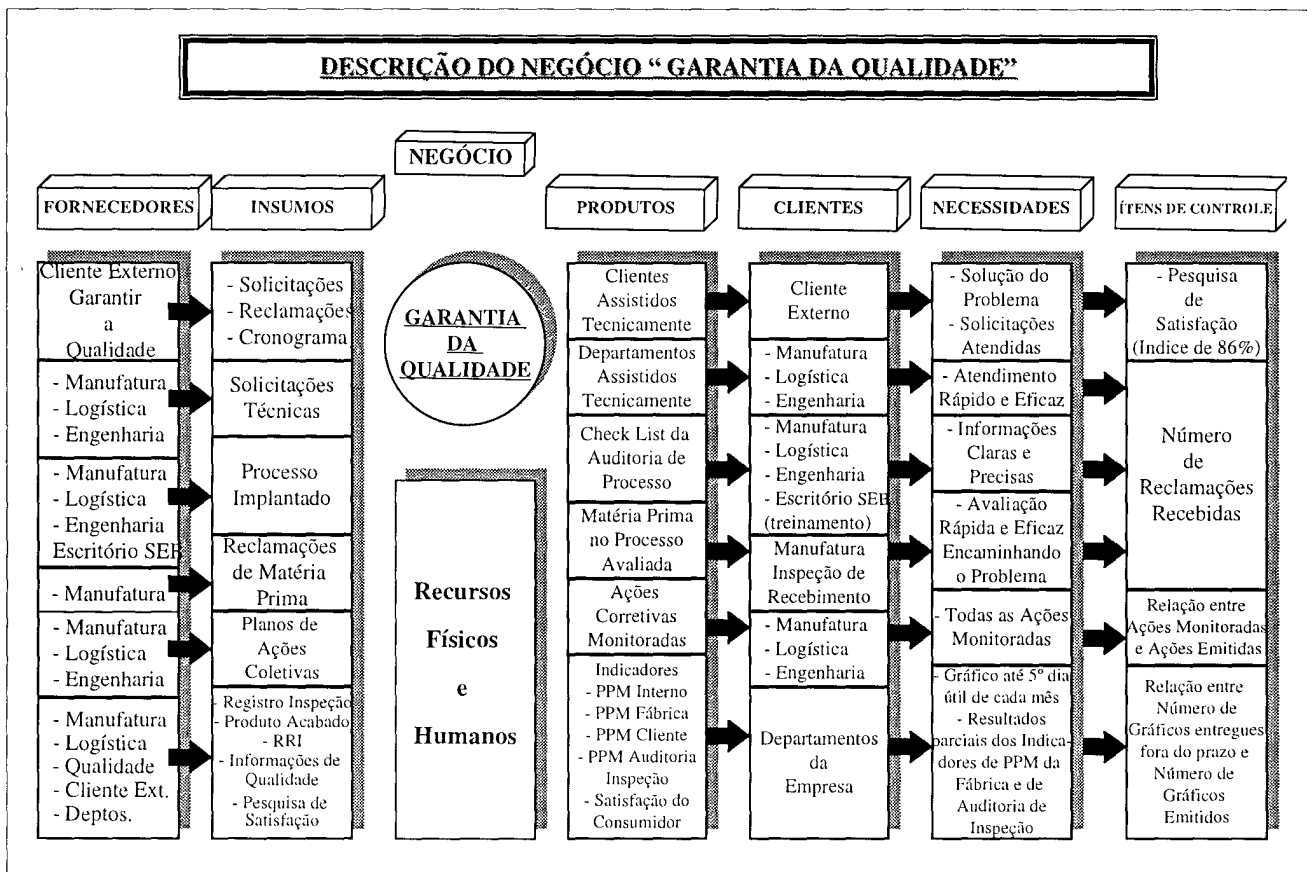 DESCRIÇÃO DO NEGÓCIO “ GARANTIA DA QUALIDADE”
NEGÓCIO
FORNECEDORES
INSUMOS
PRODUTOS
CLIENTES
NECESSIDADES
ÍTENS DE CONTROLE
Cliente Externo
Garantir
a
Qualidade
- Manufatura
- Logística
- Engenharia
- Manufatura
- Logística
- Engenharia
Escritório SEB
- Manufatura
- Manufatura
- Logística
- Engenharia
- Manufatura
- Logística
- Qualidade
- Cliente Ext.
- Deptos.
- Solicitações
- Reclamações
- Cronograma
Solicitações
Técnicas
Processo
Implantado
Reclamações
de Matéria
Prima
Planos de
Ações
Coletivas
- Registro Inspeção
- Produto Acabado
- RRI
- Informações de
Qualidade
- Pesquisa de
Satisfação
GARANTIA
DA
QUALIDADE
Recursos
Físicos
e
Humanos
Clientes
Assistidos
Tecnicamente
Departamentos
Assistidos
Tecnicamente
Check List da
Auditoria de
Processo
Matéria Prima
no Processo
Avaliada
Ações
Corretivas
Monitoradas
Indicadores
- PPM Interno
- PPM Fábrica
- PPM Cliente
- PPM Auditoria
Inspeção
- Satisfação do
Consumidor
Cliente
Externo
- Manufatura
- Logística
- Engenharia
- Manufatura
- Logística
- Engenharia
- Escritório SEB
(treinamento)
Manufatura
Inspeção de
Recebimento
- Manufatura
- Logística
- Engenharia
Departamentos
da
Empresa
- Solução do
Problema
- Solicitações
Atendidas
- Atendimento
Rápido e Eficaz
- Informações
Claras e
Precisas
- Avaliação
Rápida e Eficaz
Encaminhando
o Problema
- Todas as Ações
Monitoradas
- Gráfico até 5º dia
útil de cada mês
- Resultados
parciais dos Indica-
dores de PPM da
Fábrica e de
Auditoria de
Inspeção
- Pesquisa
de
Satisfação
(Indice de 86%)
Número
de
Reclamações
Recebidas
Relação entre
Ações Monitoradas
e Ações Emitidas
Relação entre
Número de
Gráficos entregues
fora do prazo e
Número de
Gráficos
Emitidos